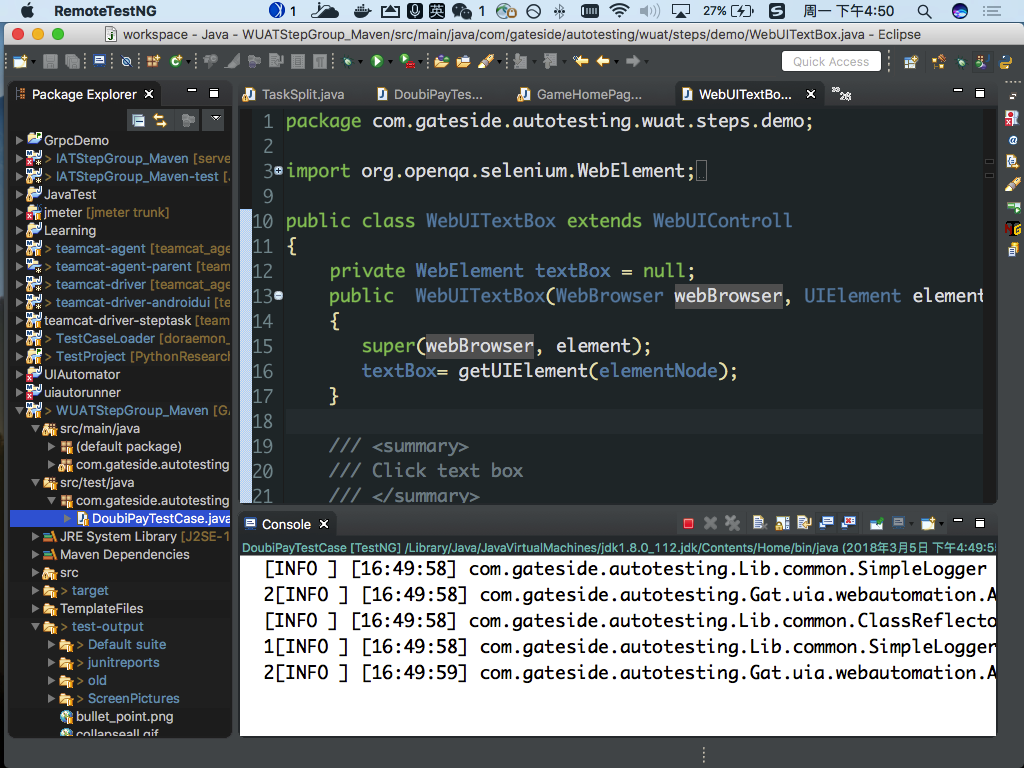 RemoteTestNG
1
英
1
27%
周一 下午4:50
workspace - Java - WUATStepGroup_Maven/src/main/java/com/gateside/autotesting/wuat/steps/demo/WebUITextBox.java - Eclipse
Quick Access
Package Explorer
TaskSplit.java
DoubiPayTes...
GameHomePag...
WebUITextBo...
26
GrpcDemo
> IATStepGroup_Maven [serve
> IATStepGroup_Maven-test [
JavaTest
jmeter [jmeter trunk]
Learning
> teamcat-agent [teamcat_age
> teamcat-agent-parent [team
> teamcat-driver [teamcat_age
> teamcat-driver-androidui [te
teamcat-driver-steptask [team
> TestCaseLoader [doraemon_
> TestProject [PythonResearch
UIAutomator
uiautorunner
> WUATStepGroup_Maven [G
src/main/java
(default package)
com.gateside.autotesting
src/test/java
com.gateside.autotesting
DoubiPayTestCase.java
JRE System Library [J2SE-1
Maven Dependencies
src
> target
TemplateFiles
> test-output
> Default suite
> junitreports
> old
> ScreenPictures
bullet_point.png
collapseall.gif
1 package com.gateside.autotesting.wuat.steps.demo;
2
3 import org.openqa.selenium.WebElement;
9
10 public class WebUITextBox extends WebUIControll
11 {
12 private WebElement textBox = null;
13 public WebUITextBox(WebBrowser webBrowser, UIElement element
14 {
15 super(webBrowser, element);
16 textBox= getUIElement(elementNode);
17 }
18
19 /// <summary>
20 /// Click text box
21 /// </summary>
Console
DoubiPayTestCase [TestNG] /Library/Java/JavaVirtualMachines/jdk1.8.0_112.jdk/Contents/Home/bin/java (2018年3月5日 下午4:49:5
[INFO ] [16:49:58] com.gateside.autotesting.Lib.common.SimpleLogger
2[INFO ] [16:49:58] com.gateside.autotesting.Gat.uia.webautomation.A
[INFO ] [16:49:58] com.gateside.autotesting.Lib.common.ClassReflecto
1[INFO ] [16:49:58] com.gateside.autotesting.Lib.common.SimpleLogger
2[INFO ] [16:49:59] com.gateside.autotesting.Gat.uia.webautomation.A